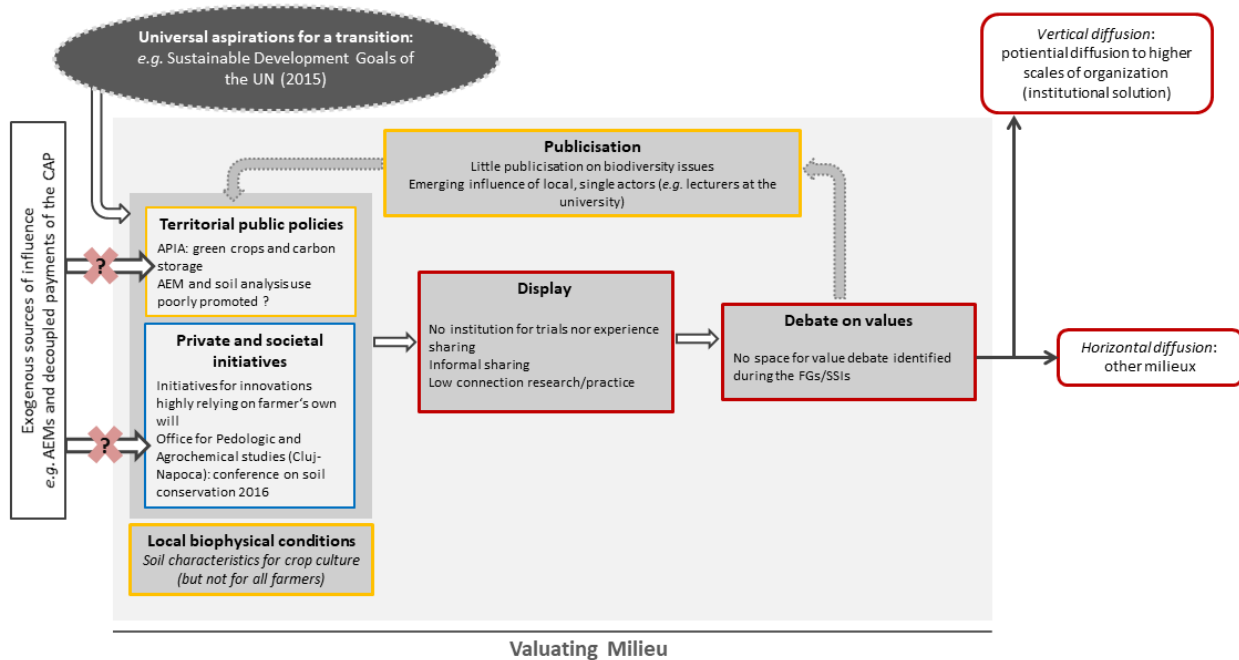 Universal aspirations for a transition:
e.g. Sustainable Development Goals of
the UN (2015)
Vertical diffusion:
potiential diffusion to higher
scales of organization
(institutional solution)
Exogenous sources of influence
e.g. AEMs and decoupled payments of the CAP
Publicisation
Little publicisation on biodiversity issues
Emerging influence of local, single actors (e.g. lecturers at the
university)
?
Territorial public policies
APIA: green crops and carbon
storage
AEM and soil analysis use
poorly promoted ?
?
Private and societal
initiatives
Initiatives for innovations
highly relying on farmer's own
will
Office for Pedologic and
Agrochemical studies (Cluj-
Napoca): conference on soil
conservation 2016
Display
No institution for trials nor experience
sharing
Informal sharing
Low connection research/practice
Debate on values
No space for value debate identified
during the FGs/SSIs
Horizontal diffusion:
other milieux
Local biophysical conditions
Soil characteristics for crop culture
(but not for all farmers)
Valuating Milieu